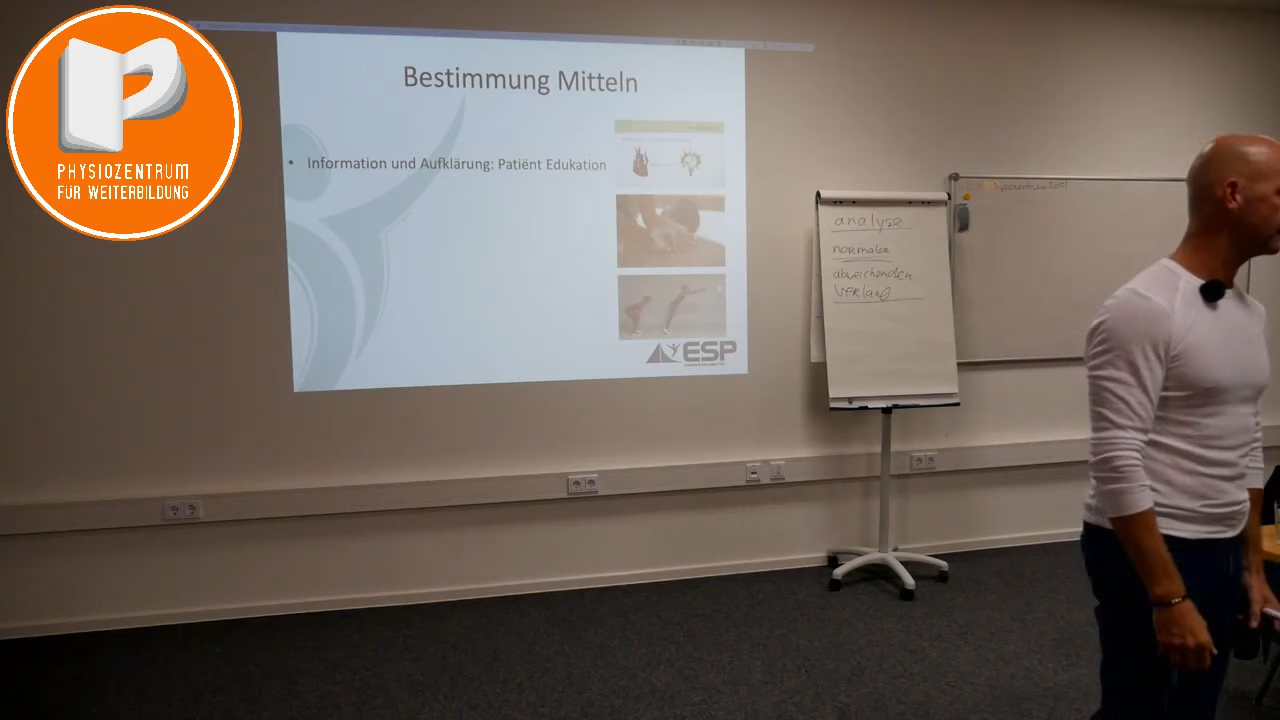 PHYSIOZENTRUM
FÜR WEITERBILDUNG
Bestimmung Mitteln
• Information und Aufklärung: Patiënt Edukation
ESP
analyse
normaler
abweichenden
Verlauf